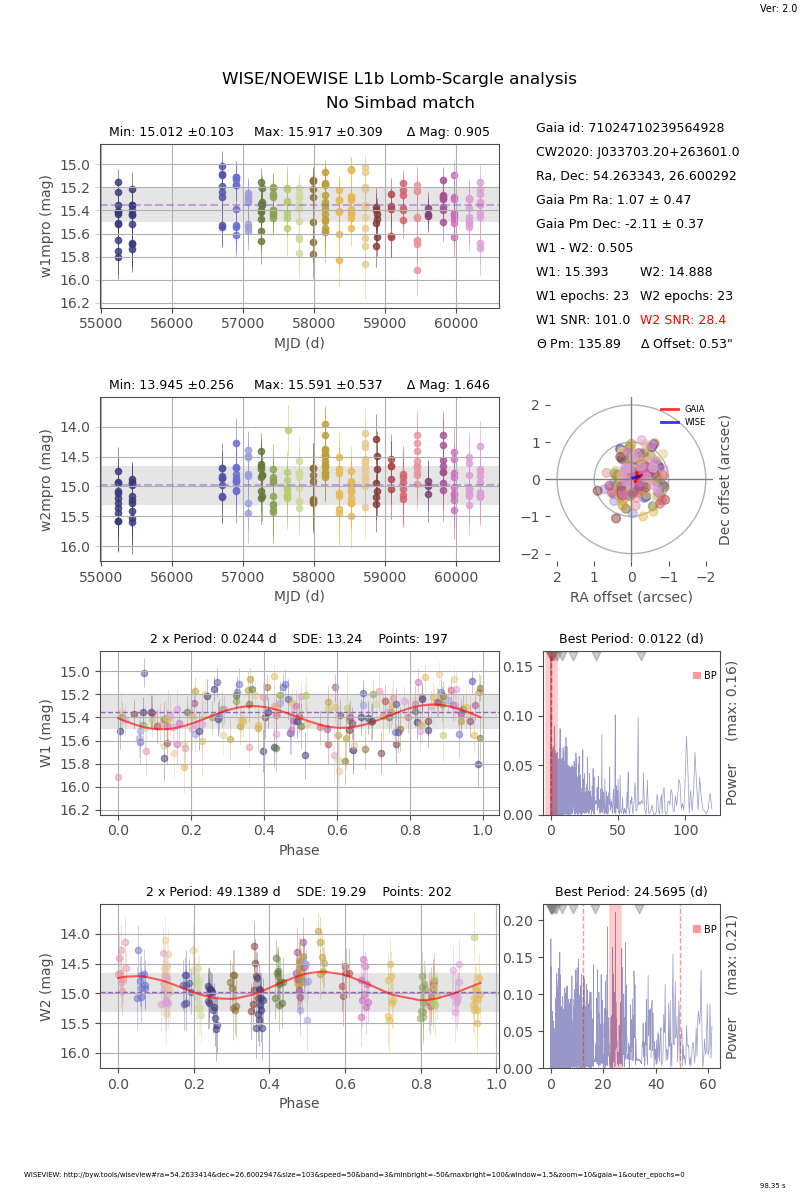 Ver: 2.0
WISE/NOEWISE L1b Lomb-Scargle analysis
No Simbad match
Min: 15.012 ±0.103 Max: 15.917 ±0.309 Δ Mag: 0.905
15.0
15.2
15.4
15.6
15.8
16.0
16.2
w1mpro (mag)
55000 56000 57000 58000 59000 60000
MJD (d)
Gaia id: 71024710239564928
CW2020: J033703.20+263601.0
Ra, Dec: 54.263343, 26.600292
Gaia Pm Ra: 1.07 ± 0.47
Gaia Pm Dec: -2.11 ± 0.37
W1 - W2: 0.505
W1: 15.393 W2: 14.888
W1 epochs: 23 W2 epochs: 23
W1 SNR: 101.0 W2 SNR: 28.4
Θ Pm: 135.89 Δ Offset: 0.53"
Min: 13.945 ±0.256 Max: 15.591 ±0.537 Δ Mag: 1.646
14.0
14.5
15.0
15.5
16.0
w2mpro (mag)
55000 56000 57000 58000 59000 60000
MJD (d)
GAIA
WISE
2
1
0
−1
−2
Dec offset (arcsec)
2 1 0 −1 −2
RA offset (arcsec)
2 x Period: 0.0244 d SDE: 13.24 Points: 197
15.0
15.2
15.4
15.6
15.8
16.0
16.2
W1 (mag)
0.0 0.2 0.4 0.6 0.8 1.0
Phase
Best Period: 0.0122 (d)
BP
0.15
0.10
0.05
0.00
Power (max: 0.16)
0 50 100
2 x Period: 49.1389 d SDE: 19.29 Points: 202
14.0
14.5
15.0
15.5
16.0
W2 (mag)
0.0 0.2 0.4 0.6 0.8 1.0
Phase
Best Period: 24.5695 (d)
BP
0.20
0.15
0.10
0.05
0.00
Power (max: 0.21)
0 20 40 60
WISEVIEW: http://byw.tools/wiseview#ra=54.2633414&dec=26.6002947&size=103&speed=50&band=3&minbright=-50&maxbright=100&window=1.5&zoom=10&gaia=1&outer_epochs=0
98.35 s